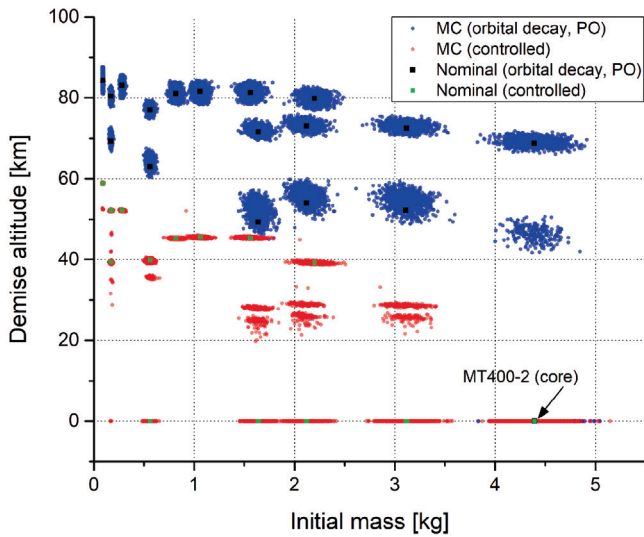 MC (orbital decay, PO)
MC (controlled)
Nominal (orbital decay, PO)
Nominal (controlled)
Demise altitude [km]
100
80
60
40
20
0
MT400-2 (core)
0 1 2 3 4 5
Initial mass [kg]